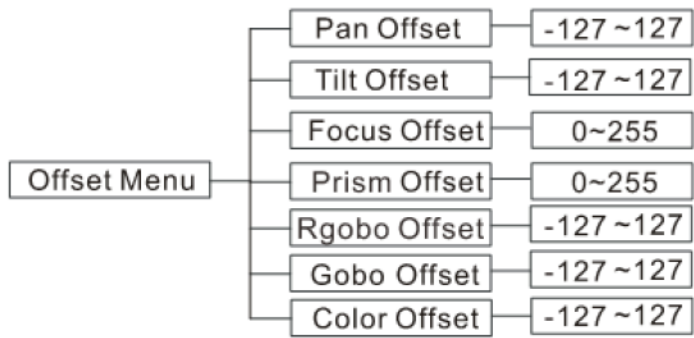 Pan Offset -127 ~127
Tilt Offset -127 ~127
Focus Offset 0~255
Offset Menu Prism Offset 0~255
Rgobo Offset -127 ~127
Gobo Offset -127 ~127
Color Offset -127 ~127